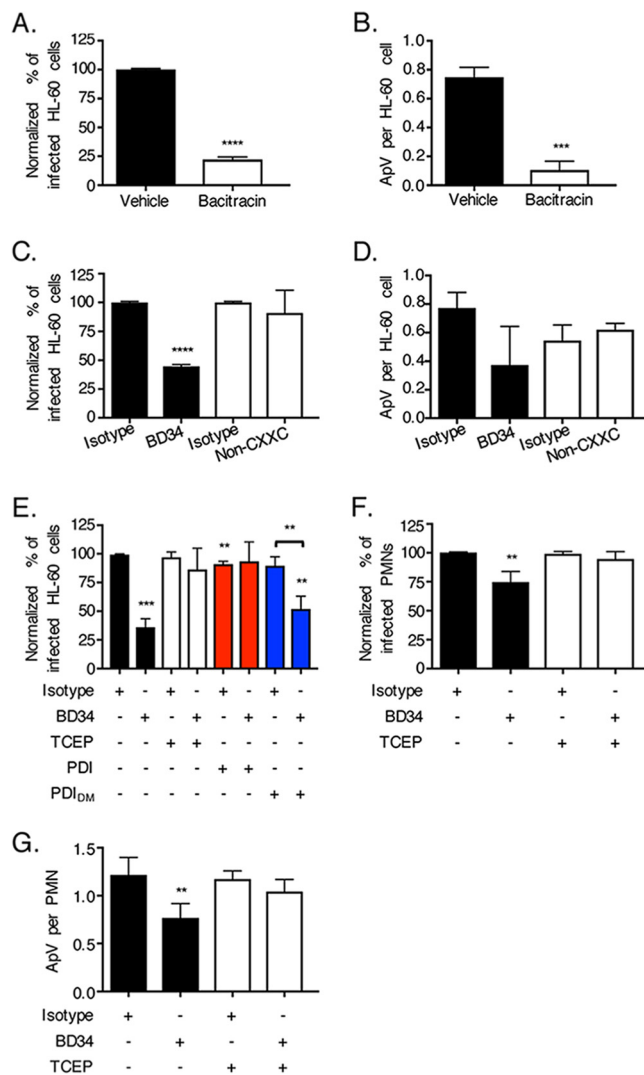 A.
Normalized % of
infected HL-60 cells
125
100
75
50
25
0
****
Vehicle Bacitracin
B.
ApV per HL-60 cell
1.0
0.8
0.6
0.4
0.2
0.0
***
Vehicle Bacitracin
C.
Normalized % of
infected HL-60 cells
125
100
75
50
25
0
****
Isotype BD34 Isotype Non-CXXC
D.
ApV per HL-60 cell
1.0
0.8
0.6
0.4
0.2
0.0
Isotype BD34 Isotype Non-CXXC
E.
Normalized % of
infected HL-60 cells
125
100
75
50
25
0
***
**
**
**
Isotype + - + - + - + -
BD34 - + - + - + - +
TCEP - - + + - - - -
PDI - - - - + + - -
PDIDM - - - - - - + +
F.
Normalized % of
infected PMNs
125
100
75
50
25
0
**
Isotype + - + -
BD34 - + - +
TCEP - - + +
G.
ApV per PMN
1.5
1.0
0.5
0.0
**
Isotype + - + -
BD34 - + - +
TCEP - - + +